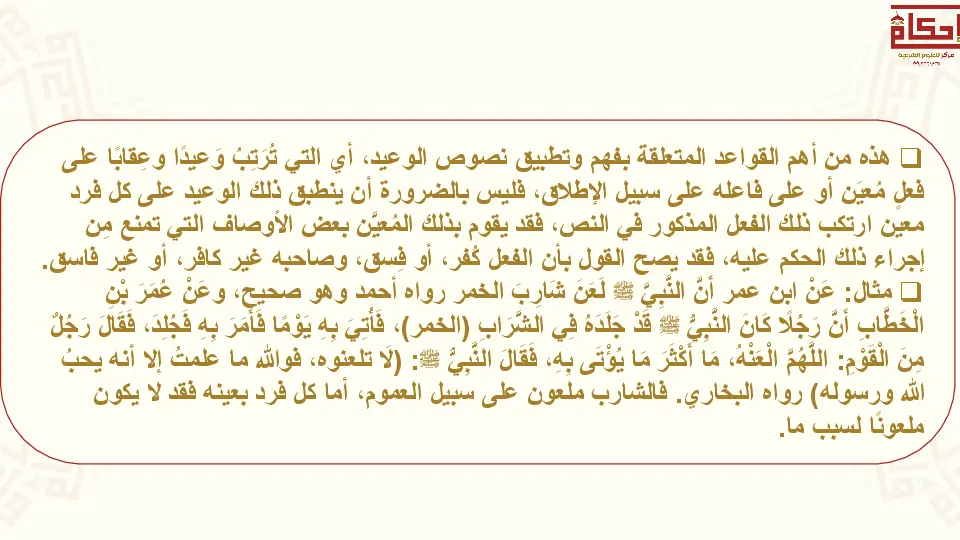 إحكام
مركز للعلوم الشرعية
❑ هذه من أهم القواعد المتعلقة بفهم وتطبيق نصوص الوعيد، أي التي تُرَتِبُ وَعيدًا وعِقابًا على
فعلٍ مُعيَن أو على فاعله على سبيل الإطلاق، فليس بالضرورة أن ينطبق ذلك الوعيد على كل فرد
معين ارتكب ذلك الفعل المذكور في النص، فقد يقوم بذلك المُعيَّن بعض الأوصاف التي تمنع مِن
إجراء ذلك الحكم عليه، فقد يصح القول بأن الفعل كُفر، أو فِسق، وصاحبه غير كافر، أو غير فاسق.
❑ مثال: عَنْ ابن عمر أنَّ النَّبِيَّ ﷺ لَعَنَ شَارِبَ الخمر رواه أحمد وهو صحيح، وعَنْ عُمَرَ بْنِ
الْخَطَّابِ أَنَّ رَجُلًا كَانَ النَّبِيُّ ﷺ قَدْ جَلَدَهُ فِي الشَّرَابِ (الخمر)، فَأُتِيَ بِهِ يَوْمًا فَأَمَرَ بِهِ فَجُلِدَ، فَقَالَ رَجُلٌ
مِنَ الْقَوْمِ: اللَّهُمَّ الْعَنْهُ، مَا أَكْثَرَ مَا يُؤْتَى بِهِ، فَقَالَ النَّبِيُّ ﷺ: (لَا تلعنوه، فوالله ما علمتُ إلا أنه يحبُ
الله ورسوله) رواه البخاري. فالشارب ملعون على سبيل العموم، أما كل فرد بعينه فقد لا يكون
ملعونًا لسبب ما.